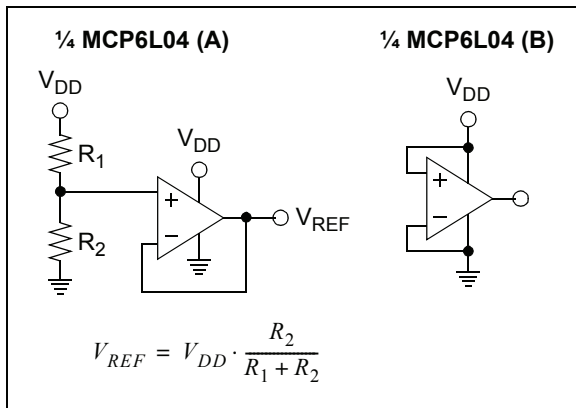 ¼ MCP6L04 (A)
V_DD
R_1
R_2
V_DD
+
−
V_REF
¼ MCP6L04 (B)
V_DD
+
−
V_REF = V_DD · R_2 / (R_1 + R_2)